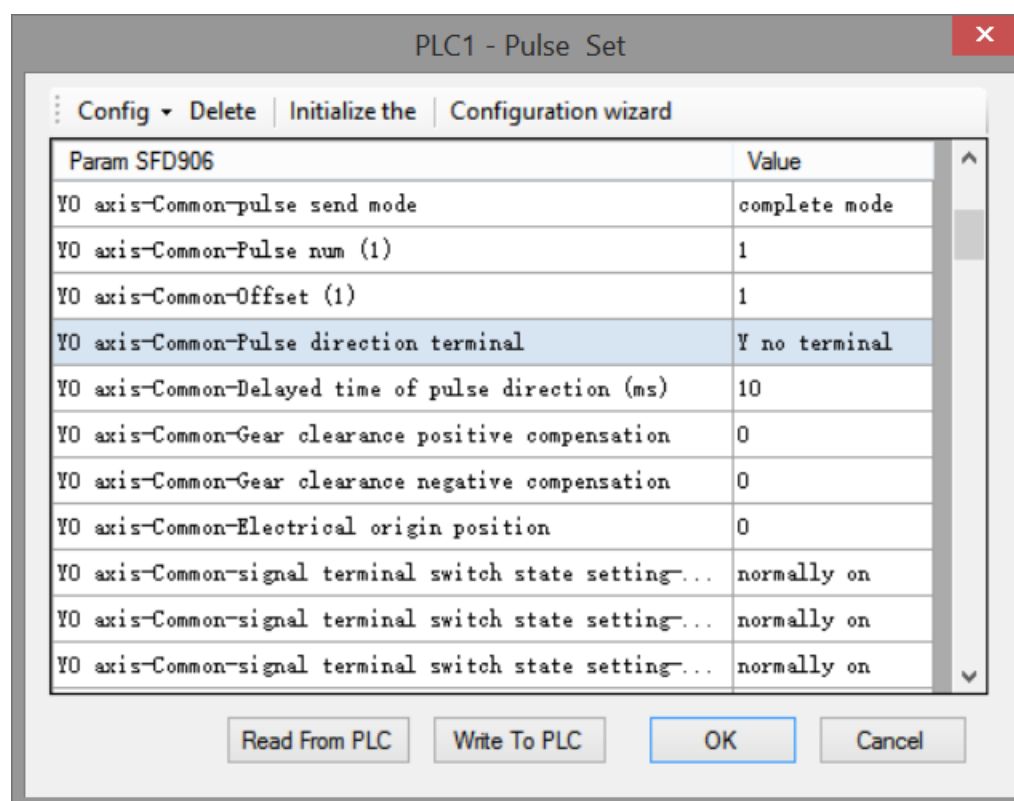 PLC1 - Pulse Set
Config Delete Initialize the Configuration wizard
Param SFD906 Value
Y0 axis-Common-pulse send mode complete mode
Y0 axis-Common-Pulse num (1) 1
Y0 axis-Common-Offset (1) 1
Y0 axis-Common-Pulse direction terminal Y no terminal
Y0 axis-Common-Delayed time of pulse direction (ms) 10
Y0 axis-Common-Gear clearance positive compensation 0
Y0 axis-Common-Gear clearance negative compensation 0
Y0 axis-Common-Electrical origin position 0
Y0 axis-Common-signal terminal switch state setting-... normally on
Y0 axis-Common-signal terminal switch state setting-... normally on
Y0 axis-Common-signal terminal switch state setting-... normally on
Read From PLC Write To PLC OK Cancel